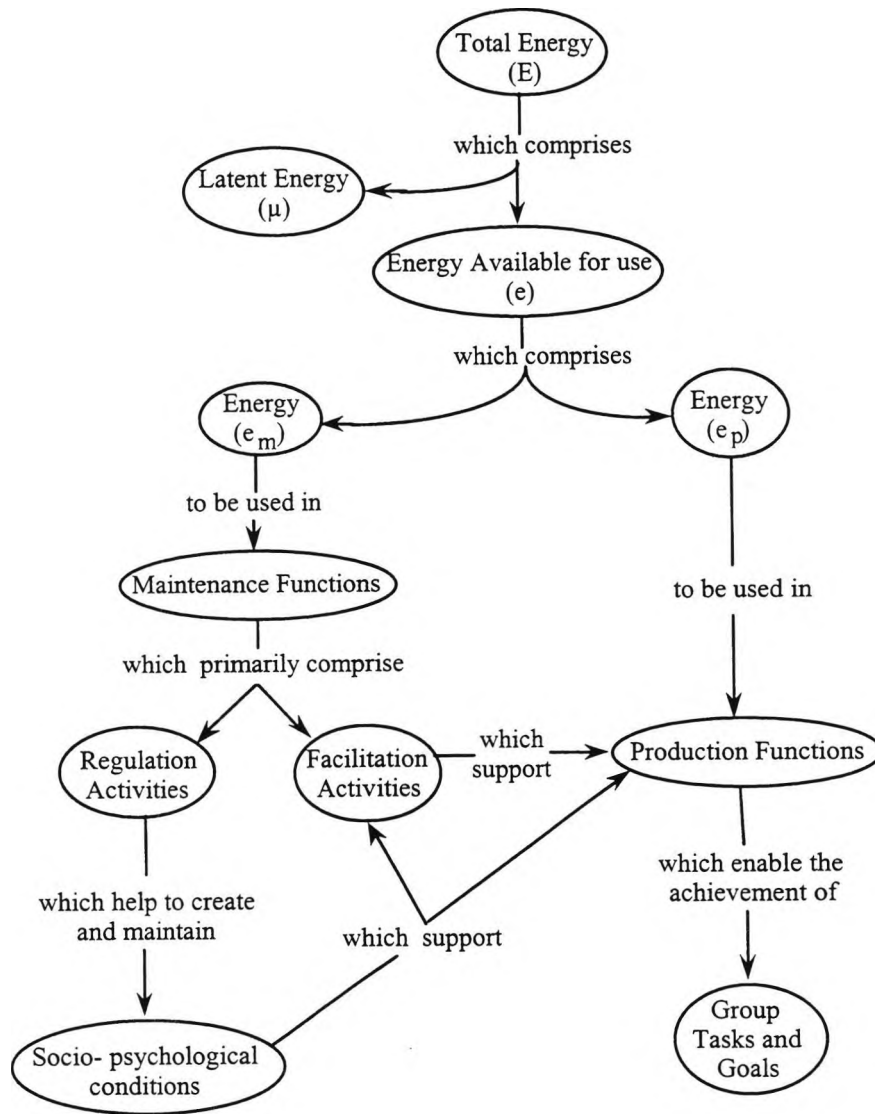 Total Energy
(E)
which comprises
Latent Energy
(µ)
Energy Available for use
(e)
which comprises
Energy
(e m)
Energy
(e p)
to be used in
Maintenance Functions
to be used in
which primarily comprise
Regulation
Activities
Facilitation
Activities
which
support
Production Functions
which help to create
and maintain
which support
which enable the
achievement of
Socio- psychological
conditions
Group
Tasks and
Goals